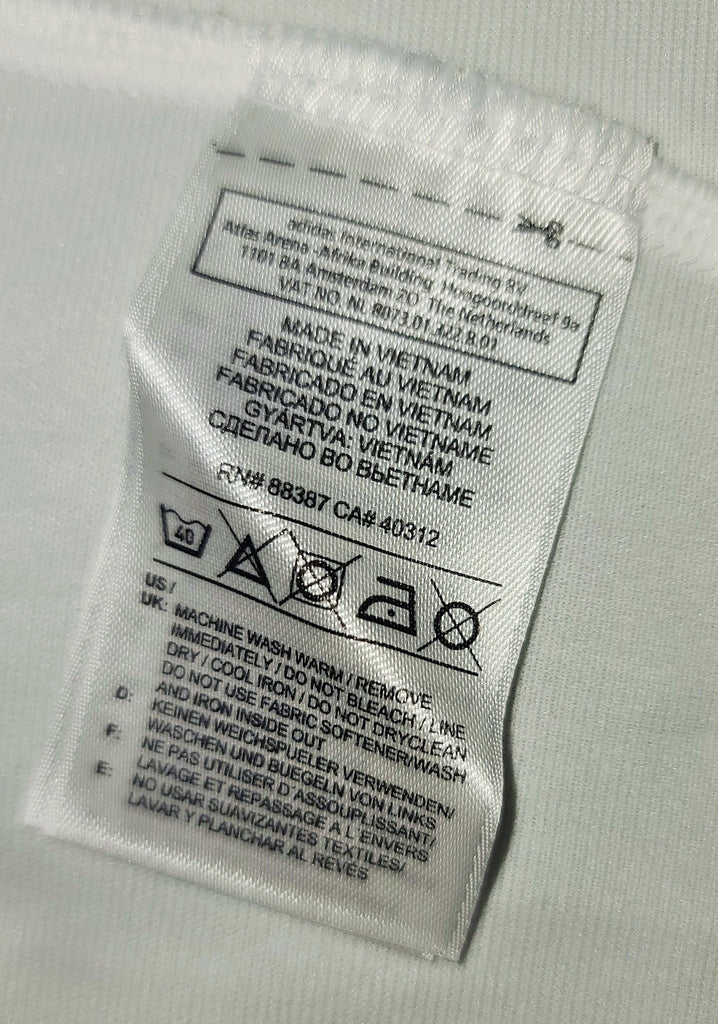 adidas International Trading BV
Atlas Arena, Afrika Building, Hoogoorddreef 9a
1101 BA Amsterdam ZO, The Netherlands
VAT NO. NL 8073.01.422.B.01
MADE IN VIETNAM
FABRIQUÉ AU VIETNAM
FABRICADO EN VIETNAM
FABRICADO NO VIETNAME
GYÁRTVA: VIETNÁM
СДЕЛАНО ВО ВЬЕТНАМЕ
RN# 88387 CA# 40312
40
US /
UK: MACHINE WASH WARM / REMOVE
IMMEDIATELY / DO NOT BLEACH / LINE
DRY / COOL IRON / DO NOT DRYCLEAN
DO NOT USE FABRIC SOFTENER/WASH
AND IRON INSIDE OUT
D: KEINEN WEICHSPUELER VERWENDEN/
WASCHEN UND BUEGELN VON LINKS
F: NE PAS UTILISER D'ASSOUPLISSANT/
LAVAGE ET REPASSAGE A L'ENVERS
E: NO USAR SUAVIZANTES TEXTILES/
LAVAR Y PLANCHAR AL REVÉS